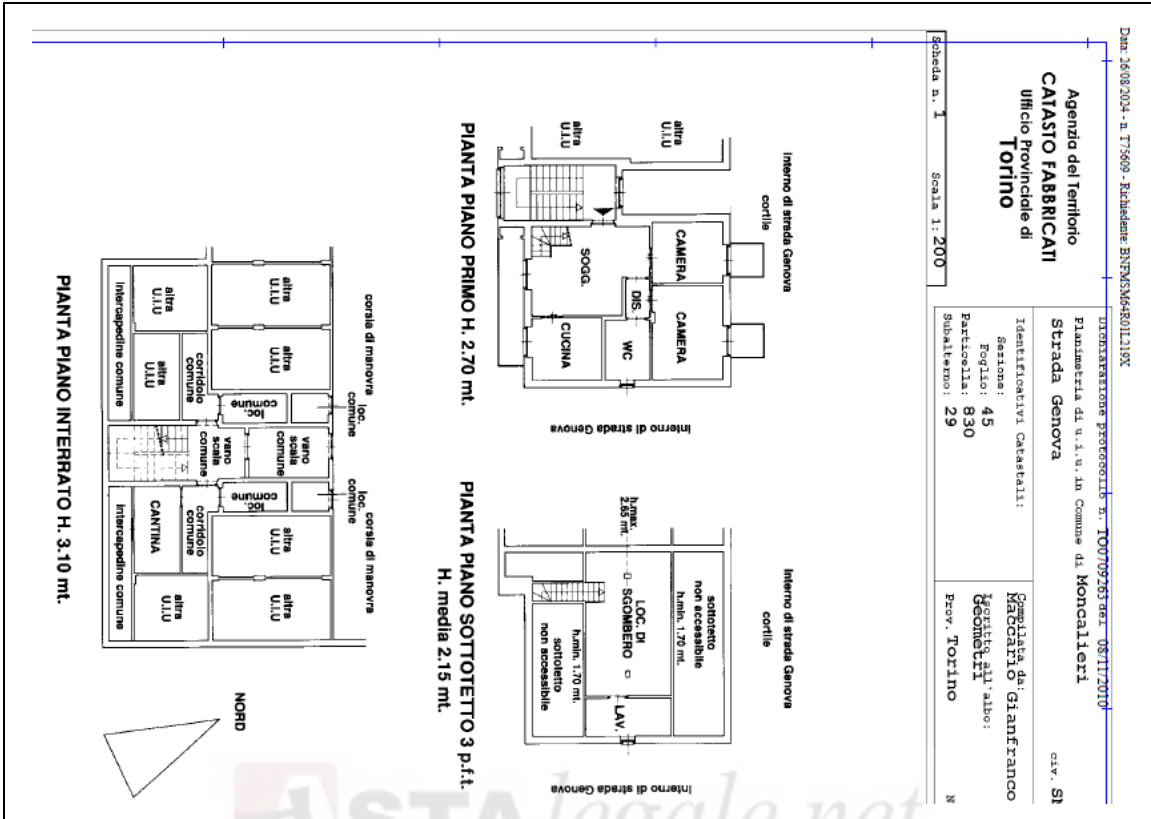 Data: 26/08/2024 - n. T75609 - Richiedente: BNFMSM64R01L219X
Agenzia del Territorio
CATASTO FABBRICATI
Ufficio Provinciale di
Torino
Scheda n. 1 Scala 1: 200
Dichiarazione protocollo n. TO0709263 del 08/11/2010
Planimetria di u.i.u. in Comune di Moncalieri
Strada Genova
civ. SN
Identificativi Catastali:
Sezione:
Foglio: 45
Particella: 830
Subalterno: 29
Compilata da:
Maccario Gianfranco
Iscritto all'albo:
Geometri
Prov. Torino
N
Interno di strada Genova
cortile
altra
U.I.U
altra
U.I.U
CAMERA
CAMERA
SOGG.
DIS.
WC
CUCINA
Interno di strada Genova
PIANTA PIANO PRIMO H. 2.70 mt.
Interno di strada Genova
cortile
h.max.
2.65 mt.
sottotetto
non accessibile
h.min. 1.70 mt.
LOC. DI
SGOMBERO
LAV.
h.min. 1.70 mt.
sottotetto
non accessibile
Interno di strada Genova
PIANTA PIANO SOTTOTETTO 3 p.f.t.
H. media 2.15 mt.
corsia di manovra
loc.
comune
loc.
comune
corsia di manovra
altra
U.I.U
altra
U.I.U
loc.
comune
vano
scala
comune
loc.
comune
altra
U.I.U
altra
U.I.U
altra
U.I.U
altra
U.I.U
corridoio
comune
vano
scala
comune
corridoio
comune
CANTINA
altra
U.I.U
Intercapedine comune
Intercapedine comune
PIANTA PIANO INTERRATO H. 3.10 mt.
NORD
ASTAlegale.net